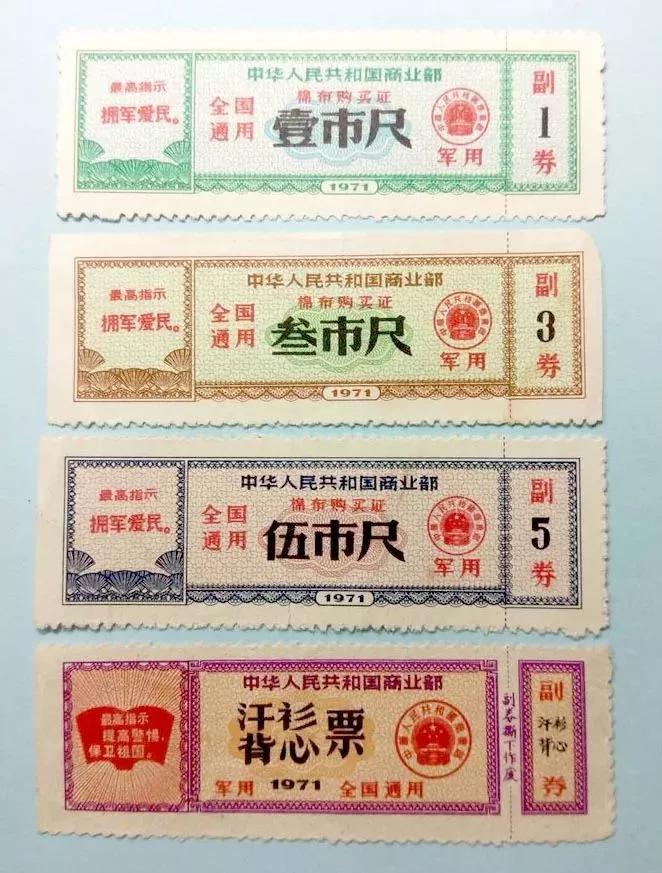 最高指示
拥军爱民。
中华人民共和国商业部
棉布购买证
全国
通用
壹市尺
军用
1971
副
1
券
最高指示
拥军爱民。
中华人民共和国商业部
棉布购买证
全国
通用
叁市尺
军用
1971
副
3
券
最高指示
拥军爱民。
中华人民共和国商业部
棉布购买证
全国
通用
伍市尺
军用
1971
副
5
券
最高指示
提高警惕，
保卫祖国。
中华人民共和国商业部
汗衫
背心
票
军用
1971
全国通用
副券撕下作废
副
汗衫
背心
券